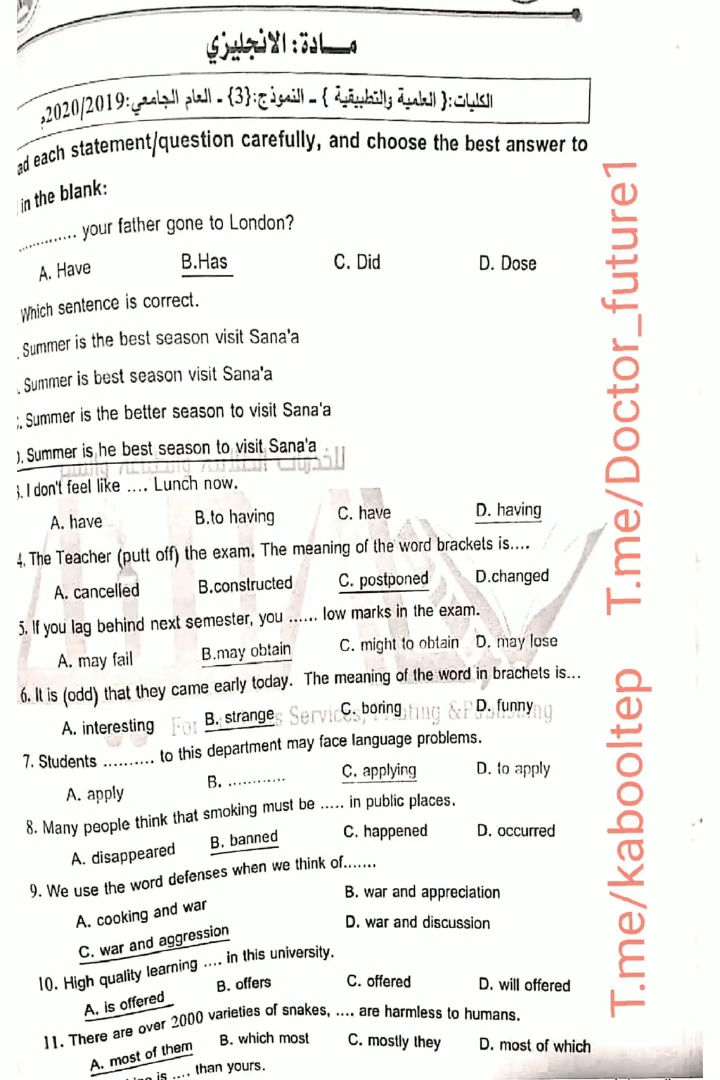 مادة: الانجليزي
الكليات:{ العلمية والتطبيقية } - النموذج:{3} - العام الجامعي:2020/2019م
ad each statement/question carefully, and choose the best answer to
in the blank:
............. your father gone to London?
A. Have B.Has C. Did D. Dose
Which sentence is correct.
. Summer is the best season visit Sana'a
. Summer is best season visit Sana'a
. Summer is the better season to visit Sana'a
). Summer is he best season to visit Sana'a
3. I don't feel like .... Lunch now.
A. have B.to having C. have D. having
4. The Teacher (putt off) the exam. The meaning of the word brackets is....
A. cancelled B.constructed C. postponed D.changed
5. If you lag behind next semester, you ...... low marks in the exam.
A. may fail B.may obtain C. might to obtain D. may lose
6. It is (odd) that they came early today. The meaning of the word in brachets is...
A. interesting B. strange C. boring D. funny
7. Students .......... to this department may face language problems.
A. apply B. ............ C. applying D. to apply
8. Many people think that smoking must be ..... in public places.
A. disappeared B. banned C. happened D. occurred
9. We use the word defenses when we think of.......
A. cooking and war B. war and appreciation
C. war and aggression D. war and discussion
10. High quality learning .... in this university.
A. is offered B. offers C. offered D. will offered
11. There are over 2000 varieties of snakes, .... are harmless to humans.
A. most of them B. which most C. mostly they D. most of which
is .... than yours.
T.me/kabooltep T.me/Doctor_future1